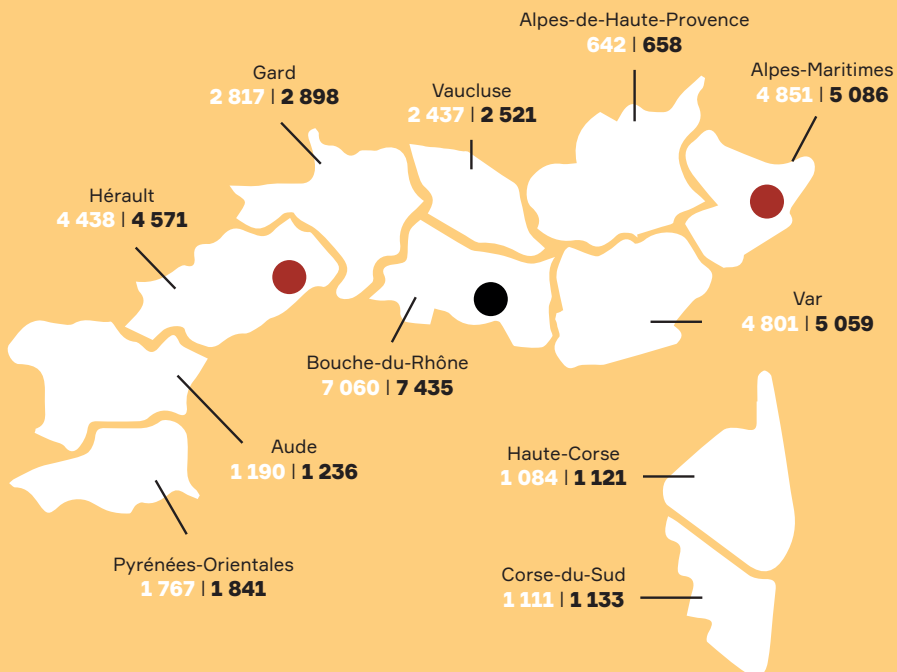 Alpes-de-Haute-Provence
642 | 658
Gard
2 817 | 2 898
Vaucluse
2 437 | 2 521
Alpes-Maritimes
4 851 | 5 086
Hérault
4 438 | 4 571
Var
4 801 | 5 059
Bouche-du-Rhône
7 060 | 7 435
Aude
1 190 | 1 236
Haute-Corse
1 084 | 1 121
Pyrénées-Orientales
1 767 | 1 841
Corse-du-Sud
1 111 | 1 133